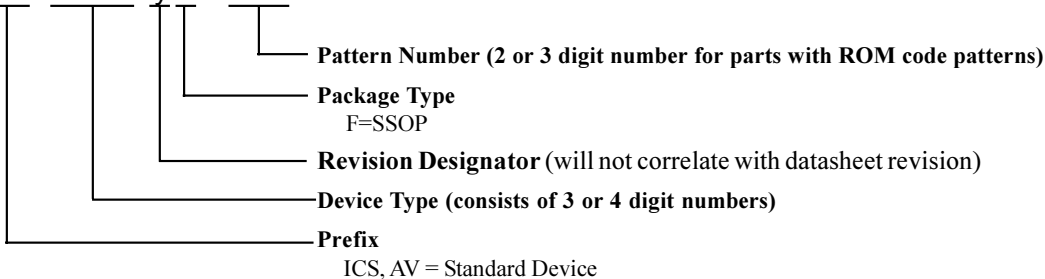 Pattern Number (2 or 3 digit number for parts with ROM code patterns)
Package Type
F=SSOP
Revision Designator (will not correlate with datasheet revision)
Device Type (consists of 3 or 4 digit numbers)
Prefix
ICS, AV = Standard Device